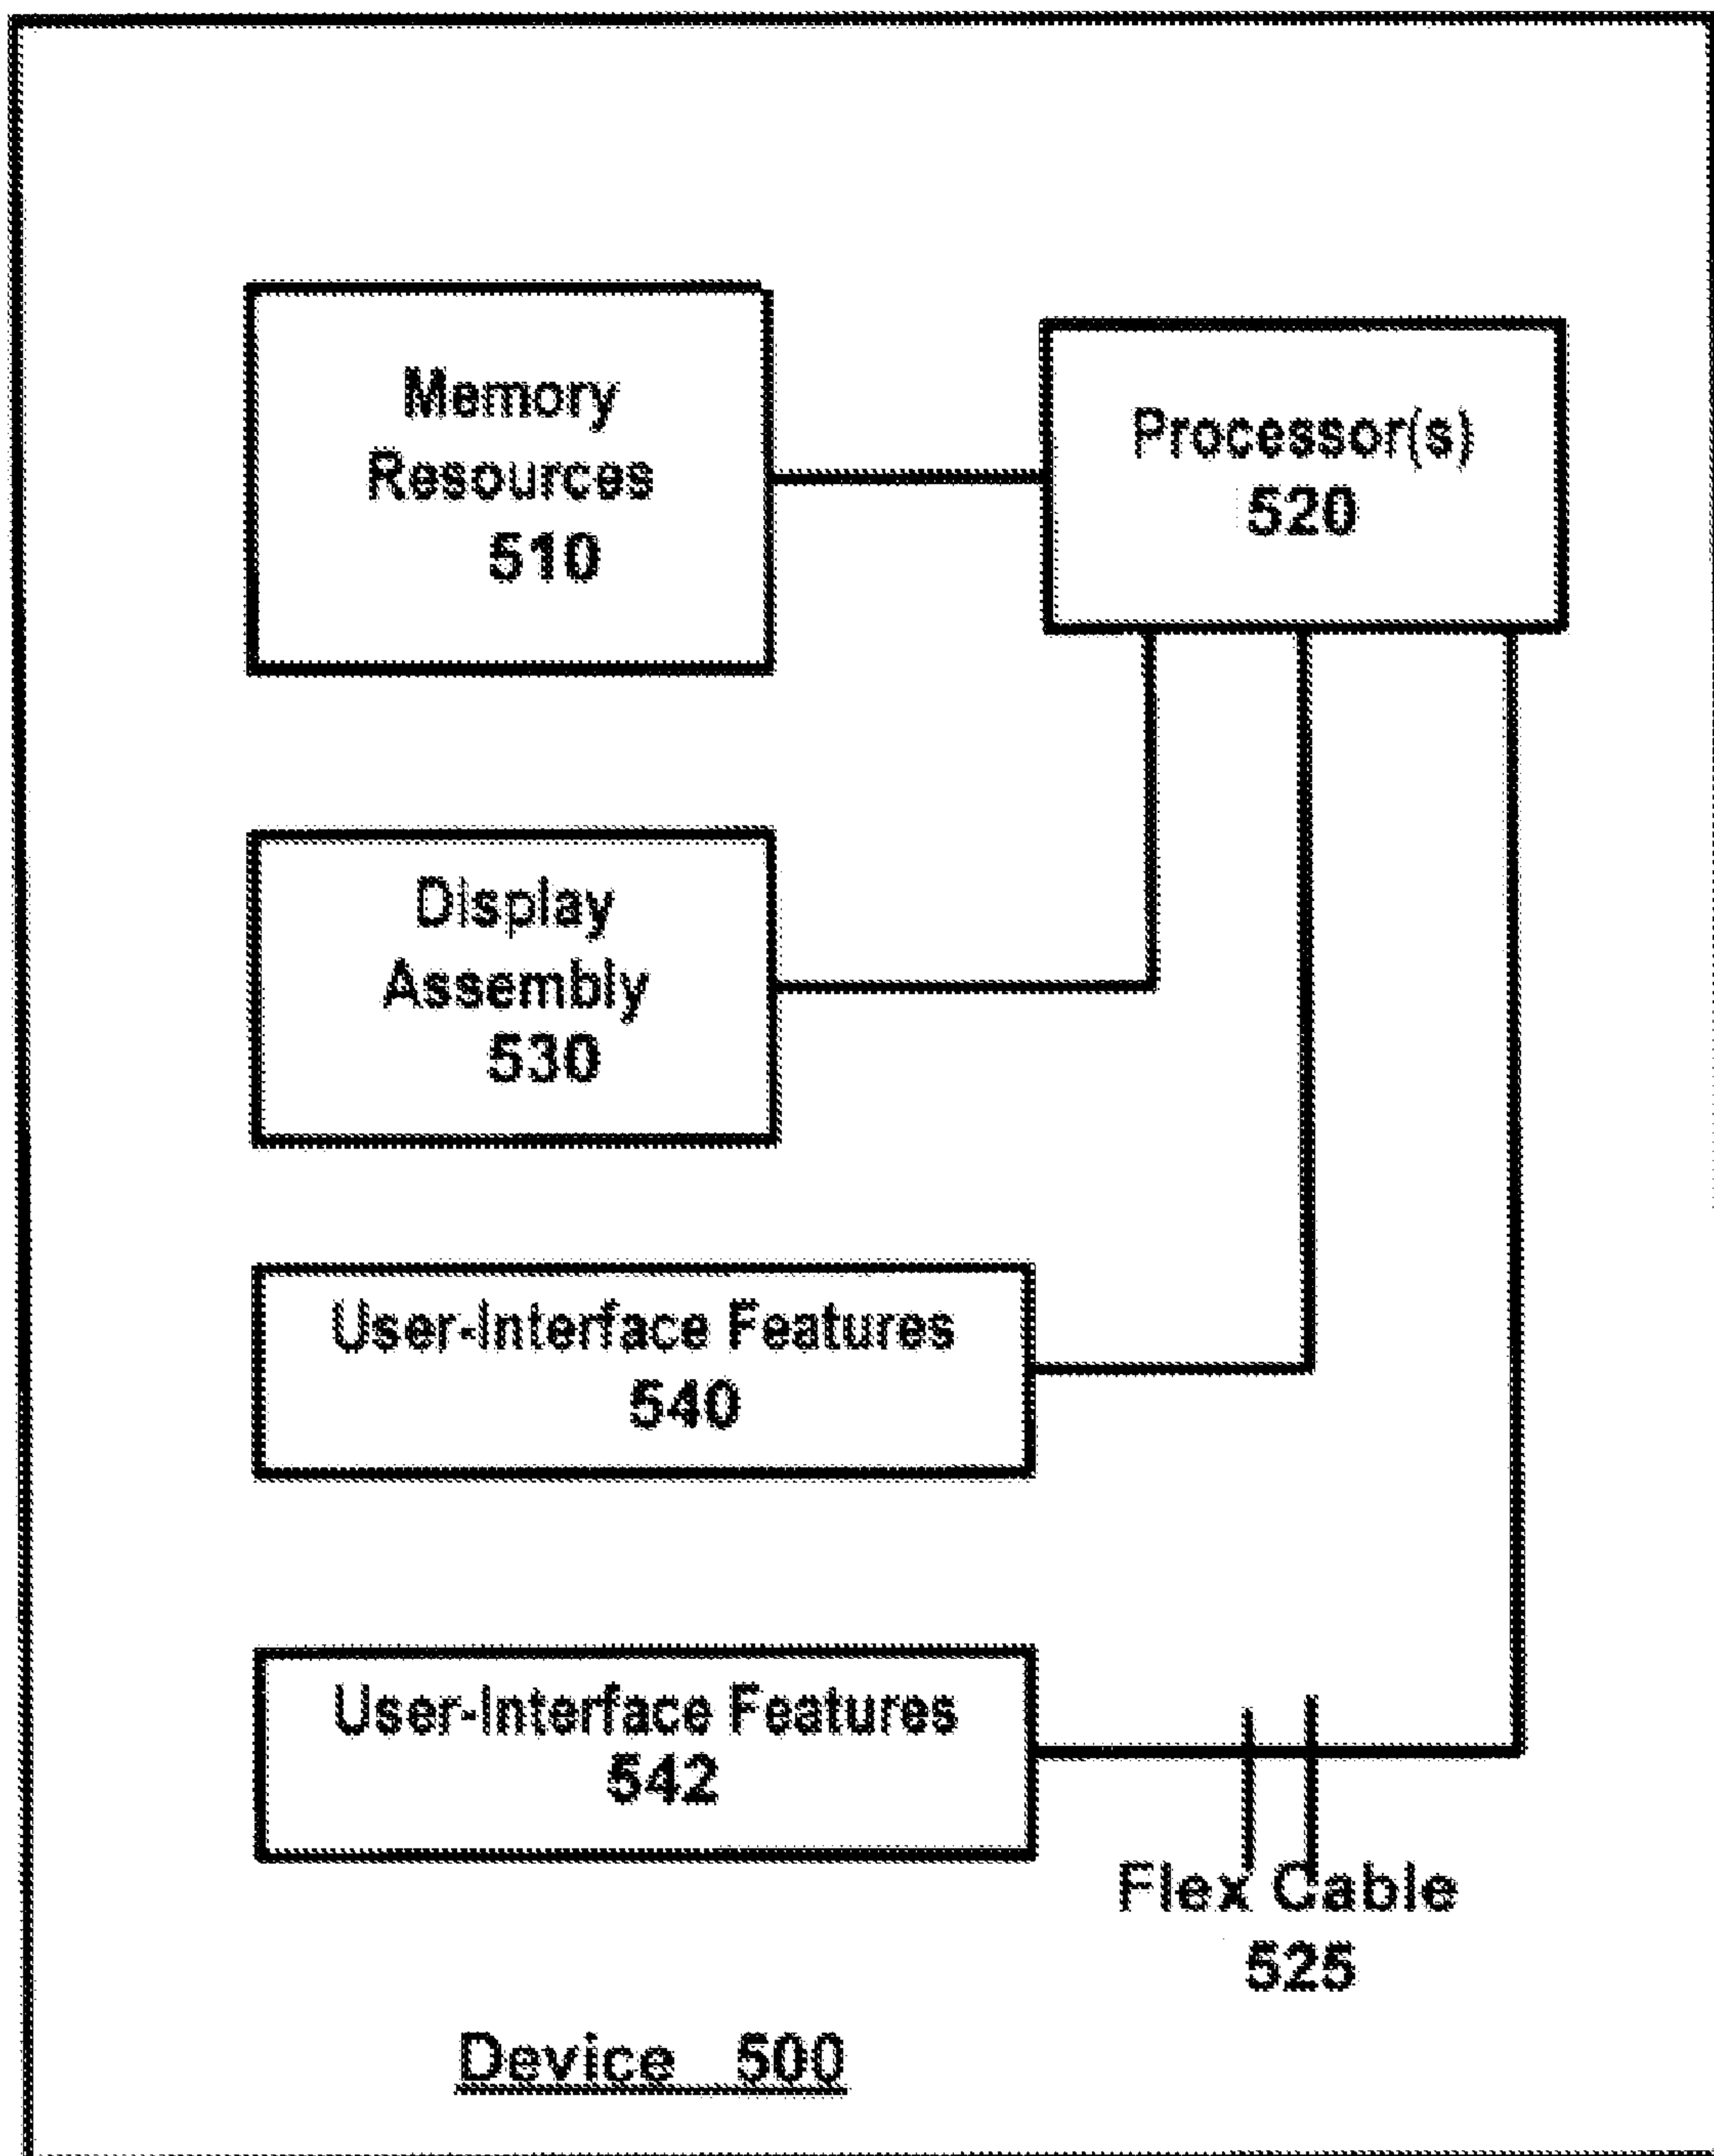 Memory
Resources
510
Processor(s)
520
Display
Assembly
530
User-Interface Features
540
User-Interface Features
542
Flex Cable
525
Device 500